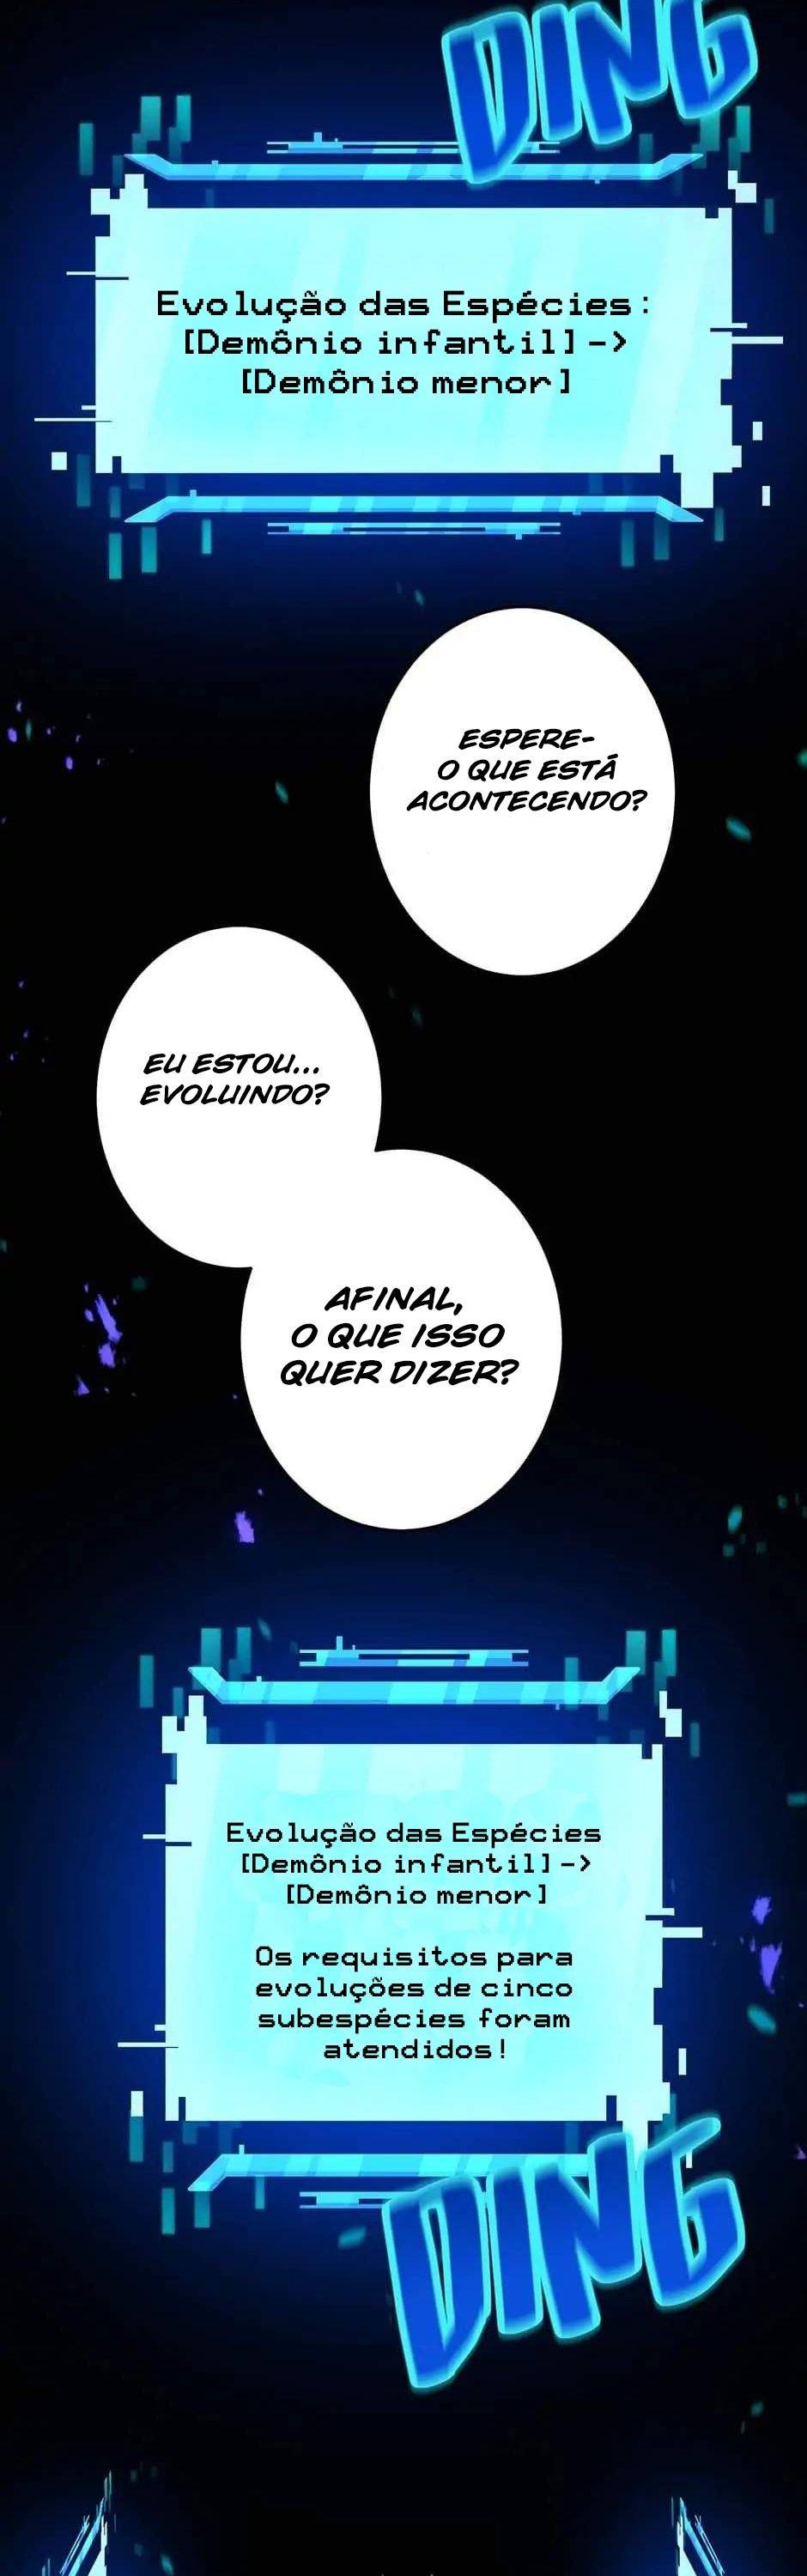 DING
Evolução das Espécies:
[Demônio infantil] ->
[Demônio menor]
ESPERE-
O QUE ESTÁ
ACONTECENDO?
EU ESTOU...
EVOLUINDO?
AFINAL,
O QUE ISSO
QUER DIZER?
Evolução das Espécies
[Demônio infantil] ->
[Demônio menor]
Os requisitos para
evoluções de cinco
subespécies foram
atendidos!
DING